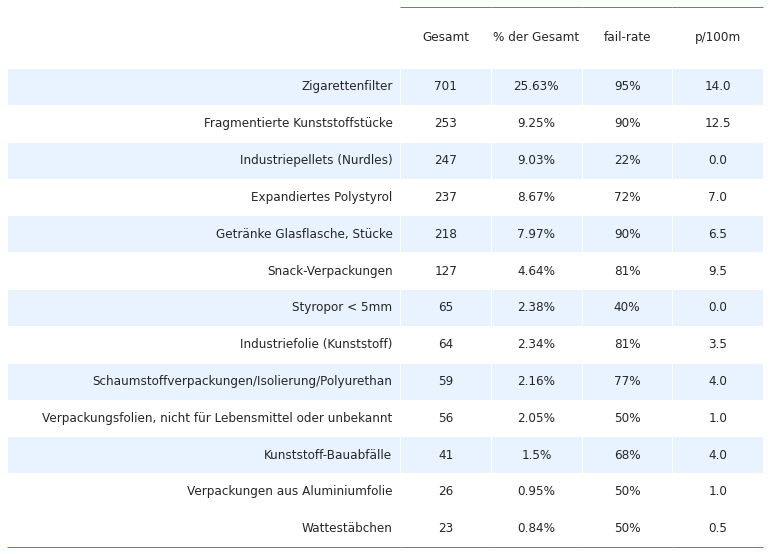 Gesamt % der Gesamt fail-rate p/100m
Zigarettenfilter 701 25.63% 95% 14.0
Fragmentierte Kunststoffstücke 253 9.25% 90% 12.5
Industriepellets (Nurdles) 247 9.03% 22% 0.0
Expandiertes Polystyrol 237 8.67% 72% 7.0
Getränke Glasflasche, Stücke 218 7.97% 90% 6.5
Snack-Verpackungen 127 4.64% 81% 9.5
Styropor < 5mm 65 2.38% 40% 0.0
Industriefolie (Kunststoff) 64 2.34% 81% 3.5
Schaumstoffverpackungen/Isolierung/Polyurethan 59 2.16% 77% 4.0
Verpackungsfolien, nicht für Lebensmittel oder unbekannt 56 2.05% 50% 1.0
Kunststoff-Bauabfälle 41 1.5% 68% 4.0
Verpackungen aus Aluminiumfolie 26 0.95% 50% 1.0
Wattestäbchen 23 0.84% 50% 0.5